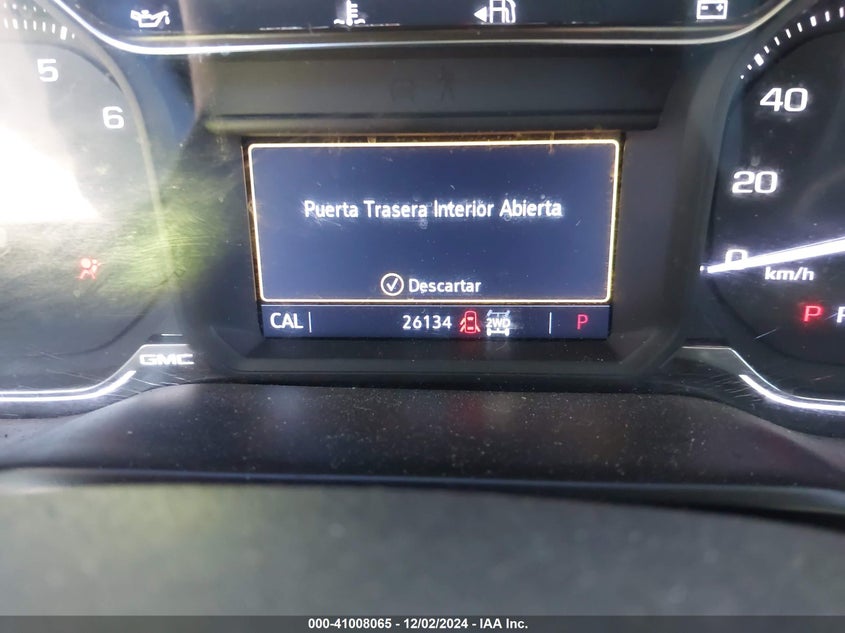 5
6
40
20
0
km/h
Puerta Trasera Interior Abierta
Descartar
CAL
26134
2WD
P
P
GMC
000-41008065 - 12/02/2024 - IAA Inc.